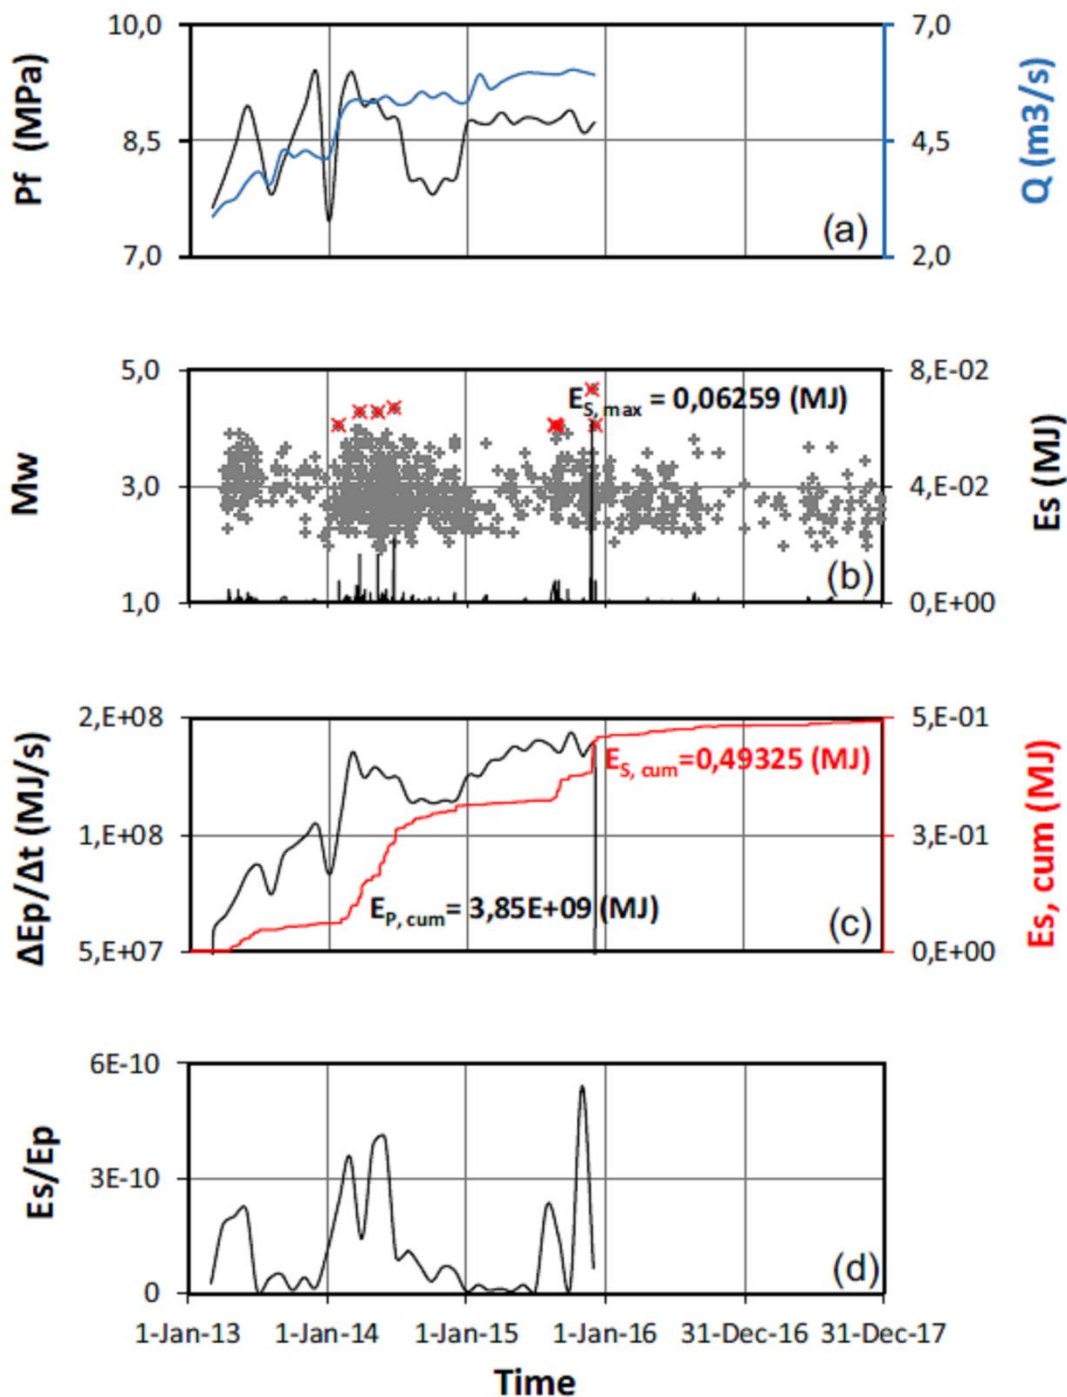 10,0
8,5
7,0
Pf (MPa)
7,0
4,5
2,0
Q (m3/s)
(a)
5,0
3,0
1,0
Mw
8,E-02
4,E-02
0,E+00
Es (MJ)
E_S, max = 0,06259 (MJ)
(b)
2,E+08
1,E+08
5,E+07
ΔEp/Δt (MJ/s)
5,E-01
3,E-01
0,E+00
Es, cum (MJ)
E_S, cum=0,49325 (MJ)
E_P, cum= 3,85E+09 (MJ)
(c)
6E-10
3E-10
0
Es/Ep
(d)
1-Jan-13 1-Jan-14 1-Jan-15 1-Jan-16 31-Dec-16 31-Dec-17
Time